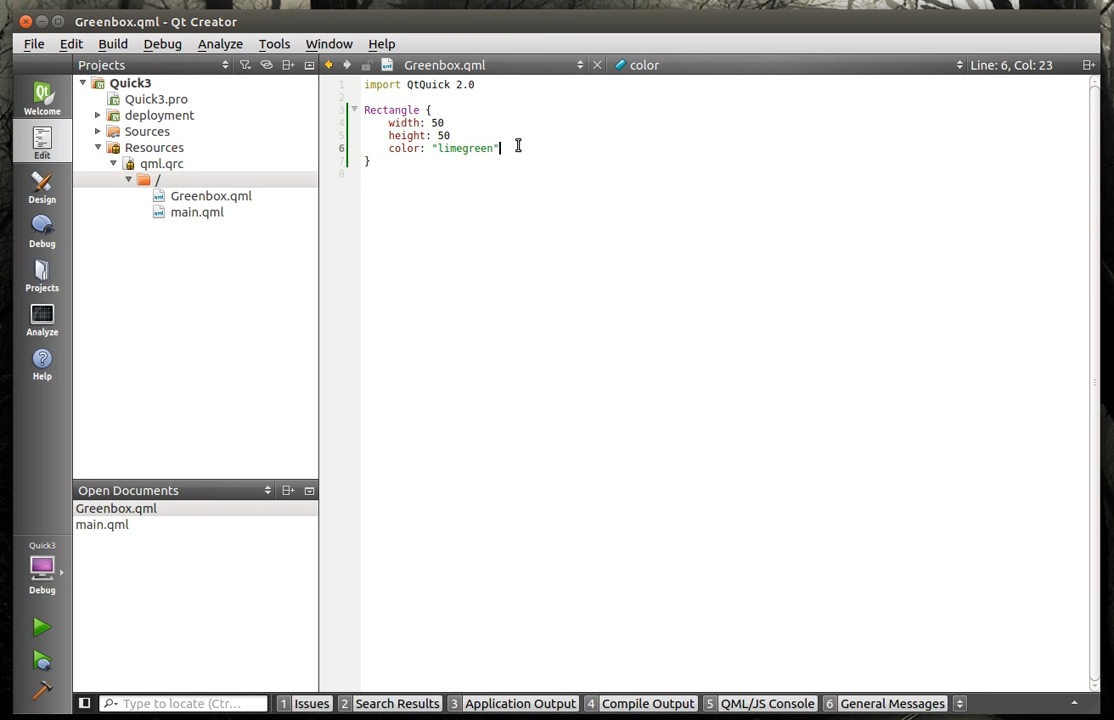 Greenbox.qml - Qt Creator
File Edit Build Debug Analyze Tools Window Help
Projects
Greenbox.qml
color
Line: 6, Col: 23
Welcome
Edit
Design
Debug
Projects
Analyze
Help
Quick3
Quick3.pro
deployment
Sources
Resources
qml.qrc
/
Greenbox.qml
main.qml
1 import QtQuick 2.0
2
3 Rectangle {
4 width: 50
5 height: 50
6 color: "limegreen"
7 }
8
Open Documents
Greenbox.qml
main.qml
Quick3
Debug
Type to locate (Ctr...
1 Issues 2 Search Results 3 Application Output 4 Compile Output 5 QML/JS Console 6 General Messages